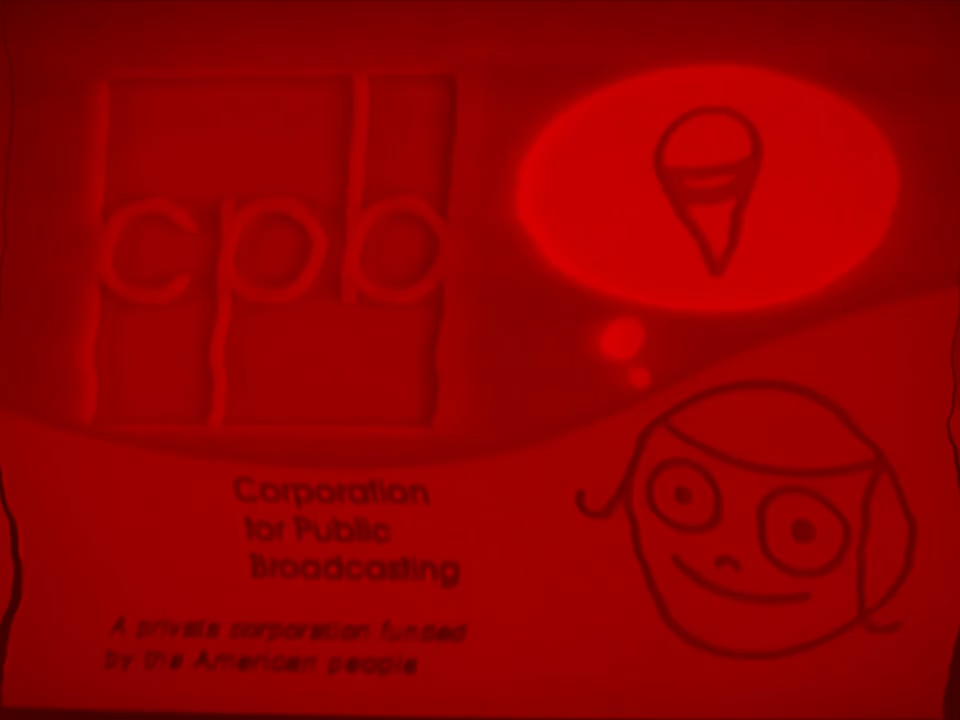 cpb
Corporation
for Public
Broadcasting
A private corporation funded
by the American people